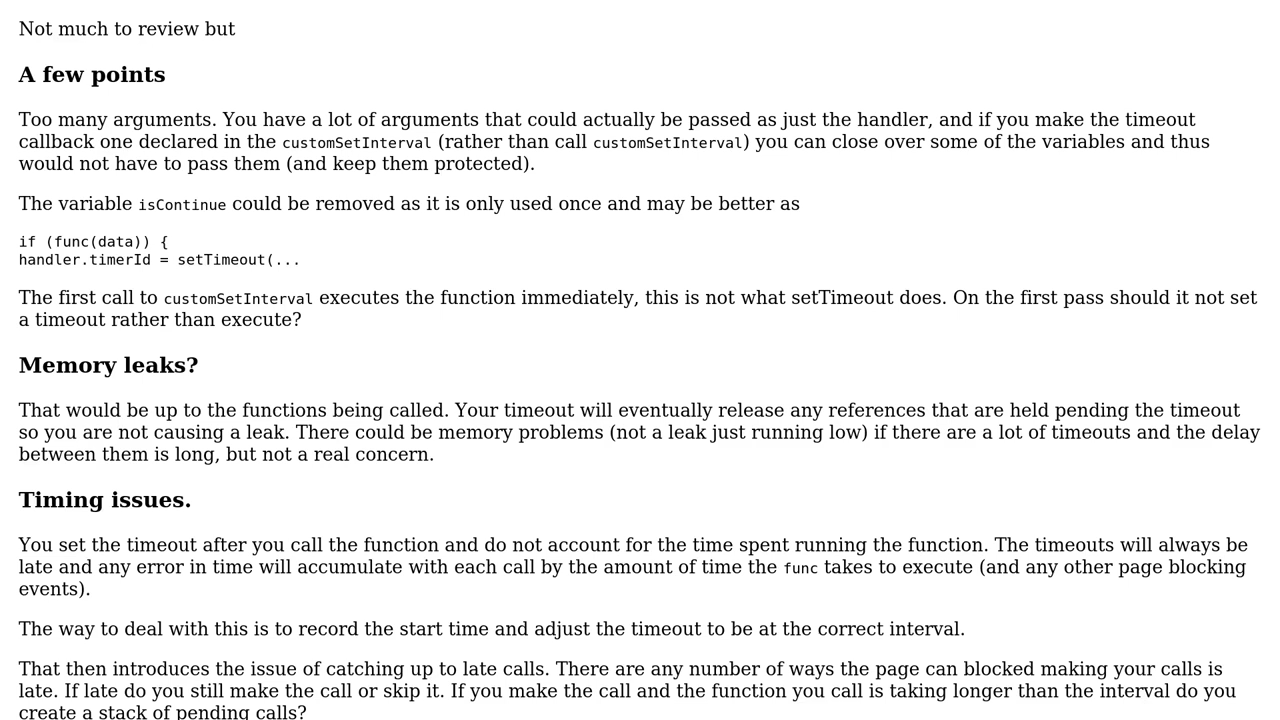 Not much to review but
A few points
Too many arguments. You have a lot of arguments that could actually be passed as just the handler, and if you make the timeout
callback one declared in the customSetInterval (rather than call customSetInterval) you can close over some of the variables and thus
would not have to pass them (and keep them protected).
The variable isContinue could be removed as it is only used once and may be better as
if (func(data)) {
handler.timerId = setTimeout(...
The first call to customSetInterval executes the function immediately, this is not what setTimeout does. On the first pass should it not set
a timeout rather than execute?
Memory leaks?
That would be up to the functions being called. Your timeout will eventually release any references that are held pending the timeout
so you are not causing a leak. There could be memory problems (not a leak just running low) if there are a lot of timeouts and the delay
between them is long, but not a real concern.
Timing issues.
You set the timeout after you call the function and do not account for the time spent running the function. The timeouts will always be
late and any error in time will accumulate with each call by the amount of time the func takes to execute (and any other page blocking
events).
The way to deal with this is to record the start time and adjust the timeout to be at the correct interval.
That then introduces the issue of catching up to late calls. There are any number of ways the page can blocked making your calls is
late. If late do you still make the call or skip it. If you make the call and the function you call is taking longer than the interval do you
create a stack of pending calls?